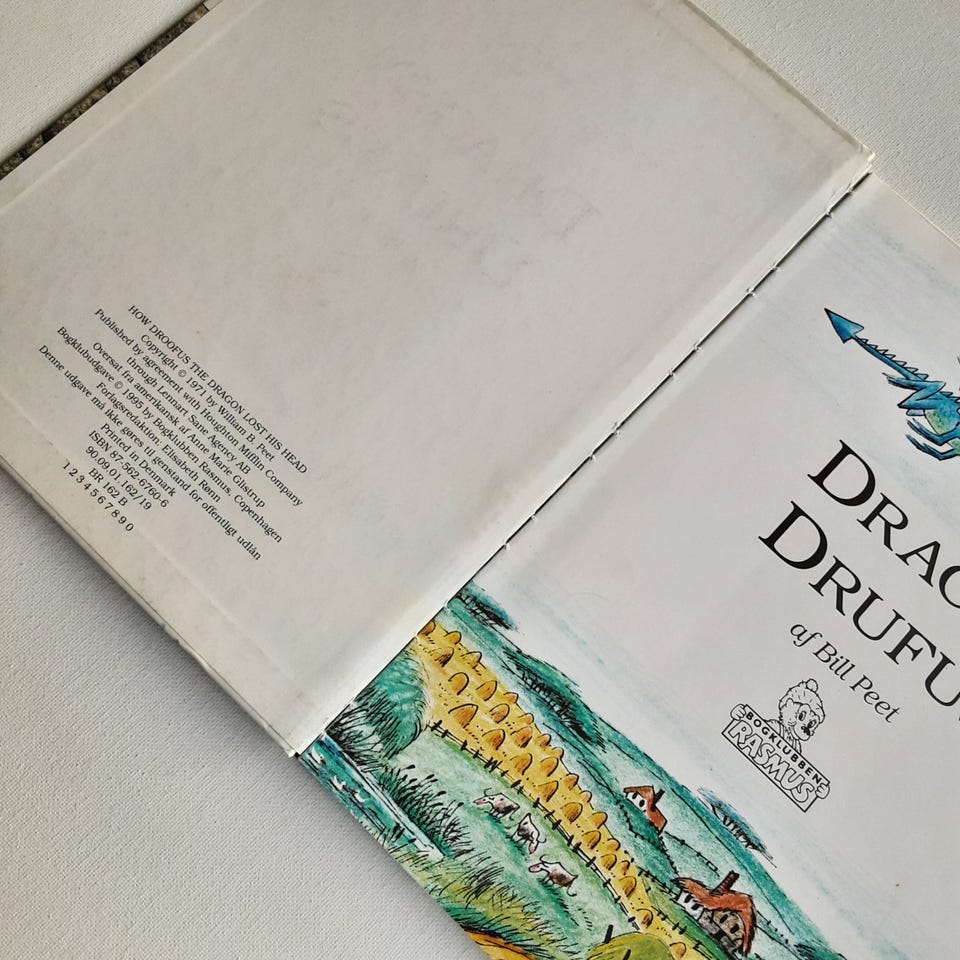 HOW DROOFUS THE DRAGON LOST HIS HEAD
Copyright © 1971 by William B. Peet
Published by agreement with Houghton Mifflin Company
through Lennart Sane Agency AB
Oversat fra amerikansk af Anne Marie Glistrup
Bogklubudgave © 1995 by Bogklubben Rasmus, Copenhagen
Forlagsredaktion: Elisabeth Rønn
Denne udgave må ikke gøres til genstand for offentligt udlån
Printed in Denmark
ISBN 87-562-6760-6
90.09.01.162/19
BR 162 B
1 2 3 4 5 6 7 8 9 0
DRAG
DRUFU
af Bill Peet
BOGKLUBBEN
RASMUS